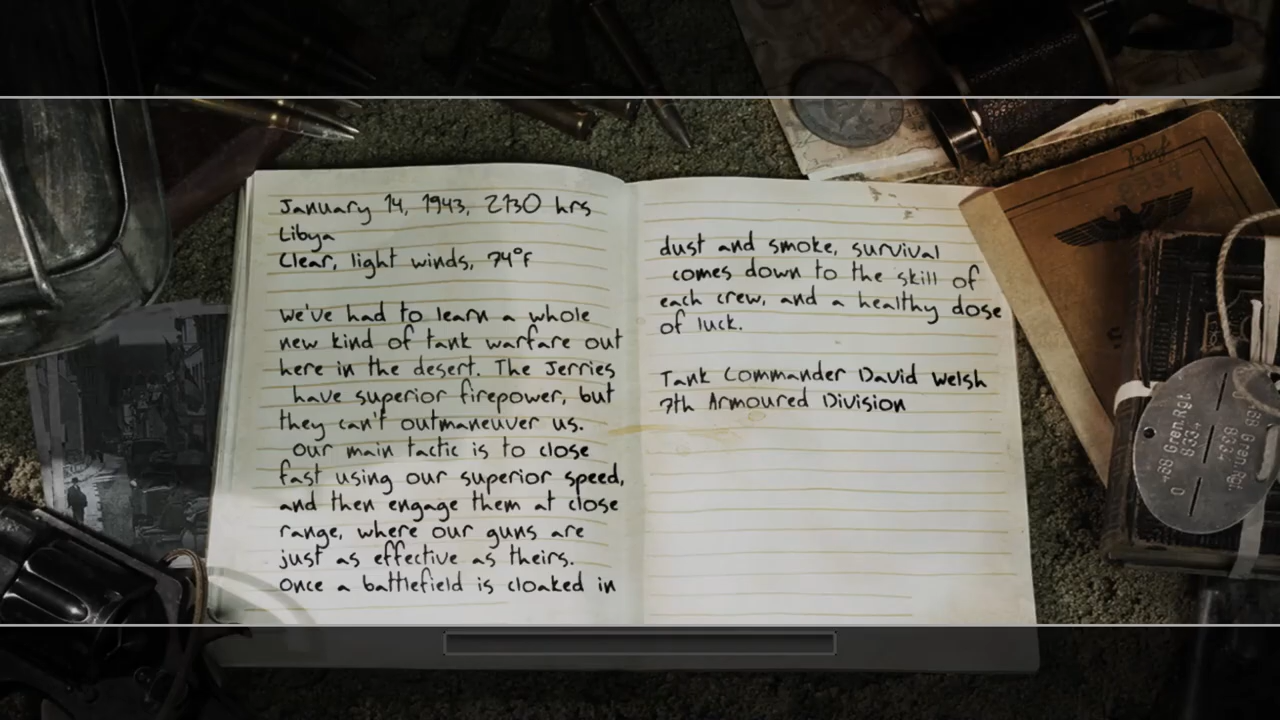 January 14, 1943, 2130 hrs
Libya
Clear, light winds, 74°F
We've had to learn a whole
new kind of tank warfare out
here in the desert. The Jerries
have superior firepower, but
they can't outmaneuver us.
Our main tactic is to close
fast using our superior speed,
and then engage them at close
range, where our guns are
just as effective as theirs.
Once a battlefield is cloaked in
dust and smoke, survival
comes down to the skill of
each crew, and a healthy dose
of luck.
Tank Commander David Welsh
7th Armoured Division